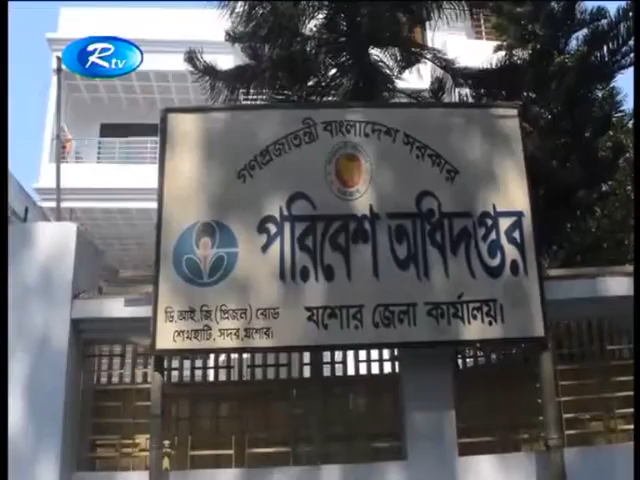 Rtv
গণপ্রজাতন্ত্রী বাংলাদেশ সরকার
পরিবেশ অধিদপ্তর
ডি.আই.জি (প্রিজন) রোড
শেখহাটি, সদর, যশোর।
যশোর জেলা কার্যালয়।